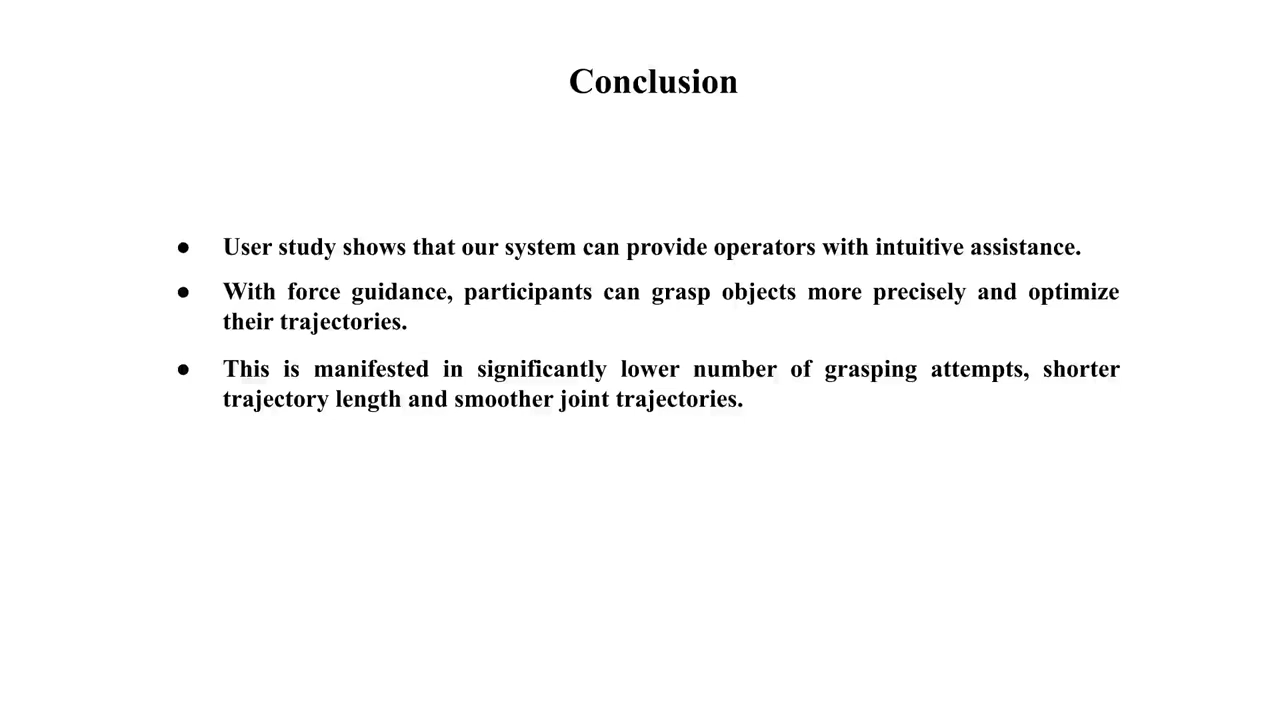 Conclusion
● User study shows that our system can provide operators with intuitive assistance.
● With force guidance, participants can grasp objects more precisely and optimize
their trajectories.
● This is manifested in significantly lower number of grasping attempts, shorter
trajectory length and smoother joint trajectories.